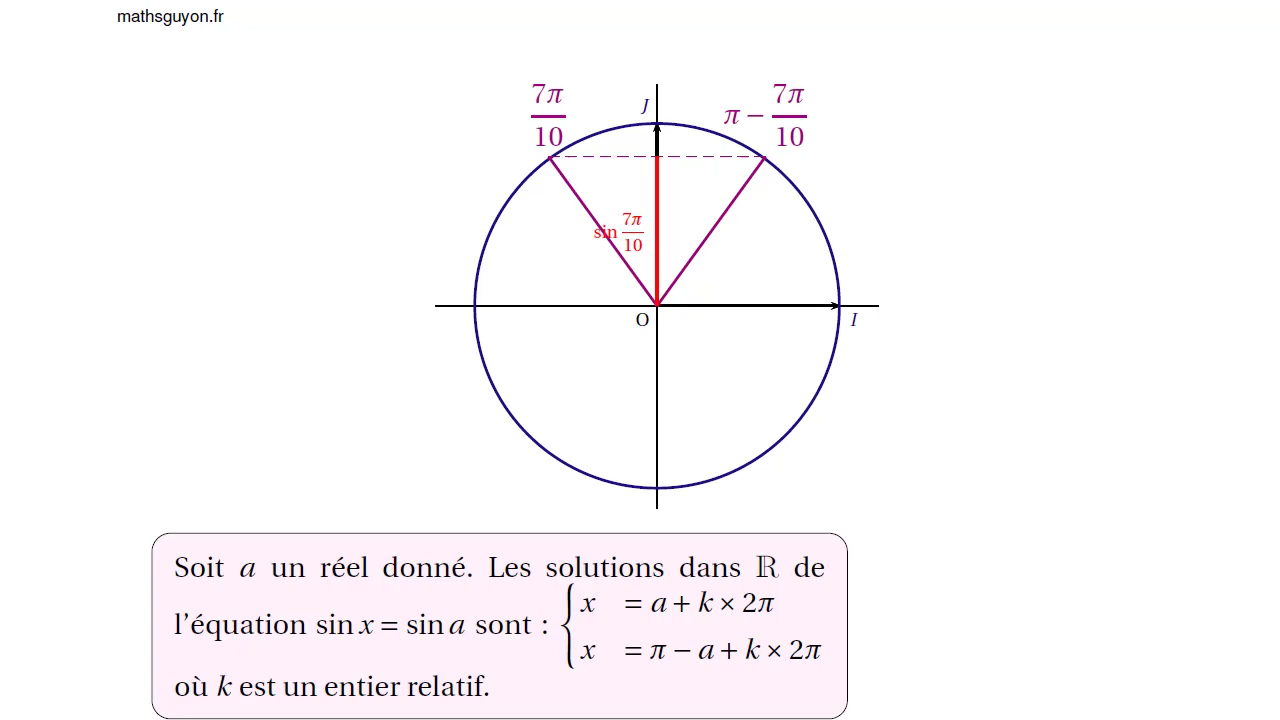 mathsguyon.fr
J
7π/10
π − 7π/10
sin 7π/10
O
I
Soit a un réel donné. Les solutions dans ℝ de
l'équation sin x = sin a sont : { x = a + k × 2π
x = π − a + k × 2π
où k est un entier relatif.